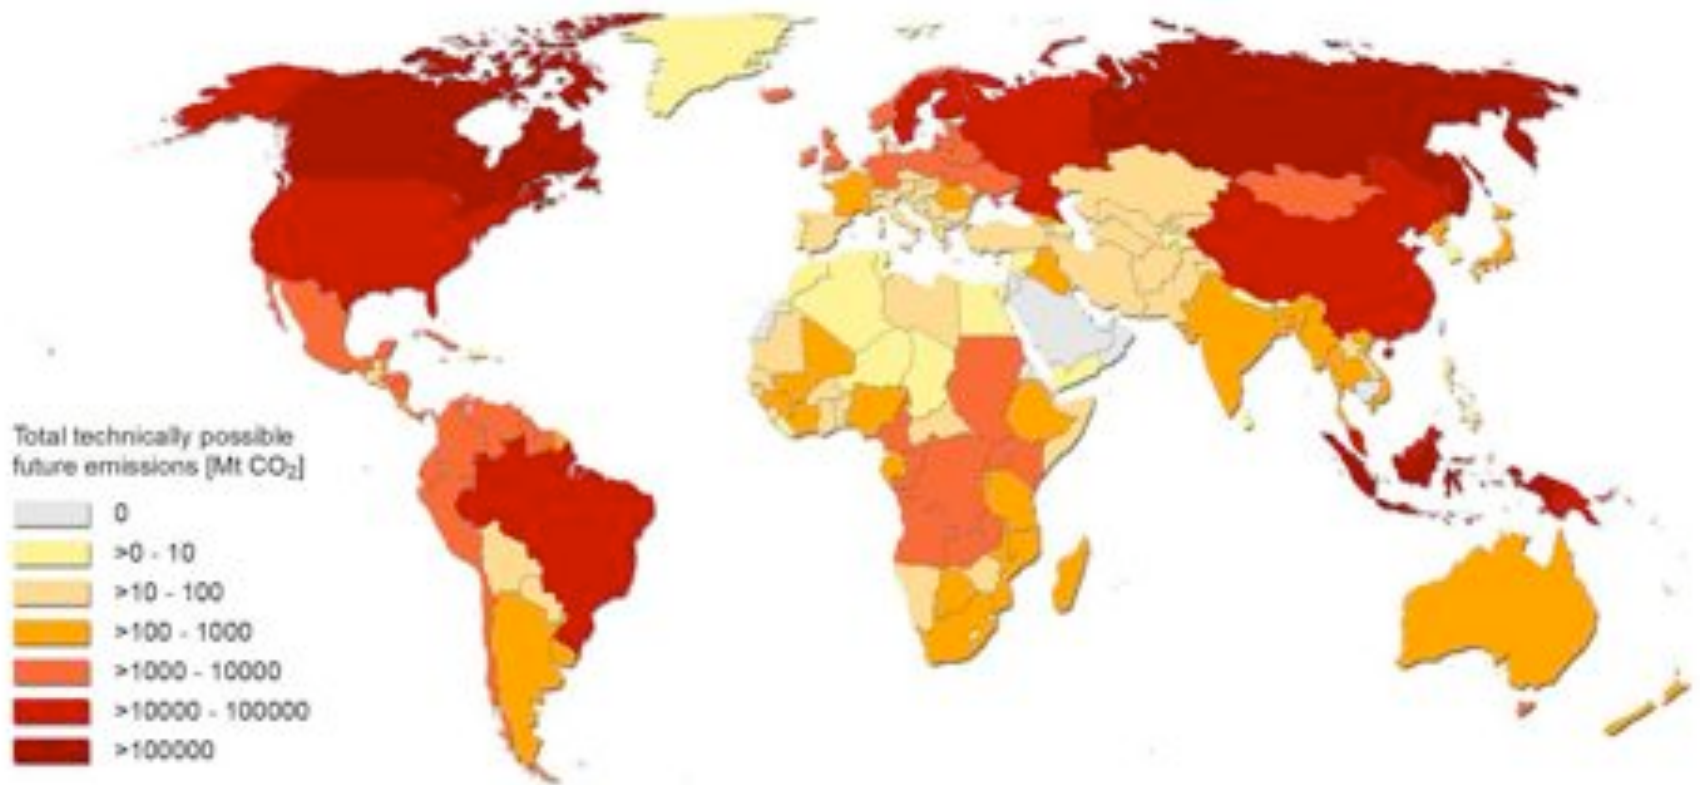 Total technically possible
future emissions [Mt CO₂]
0
>0 - 10
>10 - 100
>100 - 1000
>1000 - 10000
>10000 - 100000
>100000